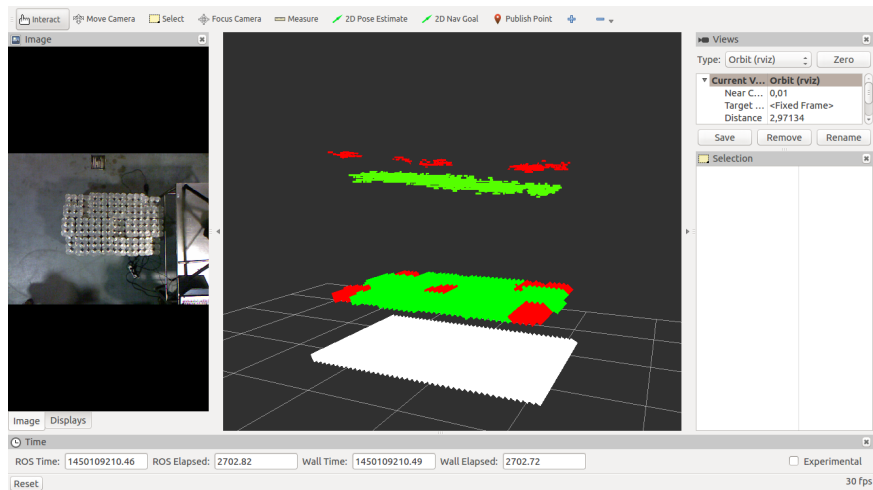 Interact Move Camera Select Focus Camera Measure 2D Pose Estimate 2D Nav Goal Publish Point
Image
Views
Type: Orbit (rviz) Zero
Current V... Orbit (rviz)
Near C... 0,01
Target ... <Fixed Frame>
Distance 2,97134
Save Remove Rename
Selection
Image Displays
Time
ROS Time: 1450109210.46 ROS Elapsed: 2702.82 Wall Time: 1450109210.49 Wall Elapsed: 2702.72 Experimental
Reset 30 fps